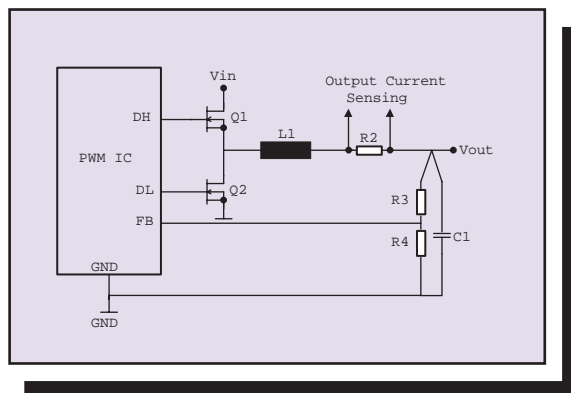 Vin
Output Current
Sensing
DH
Q1
L1
R2
PWM IC
Vout
DL
Q2
R3
FB
R4
C1
GND
GND